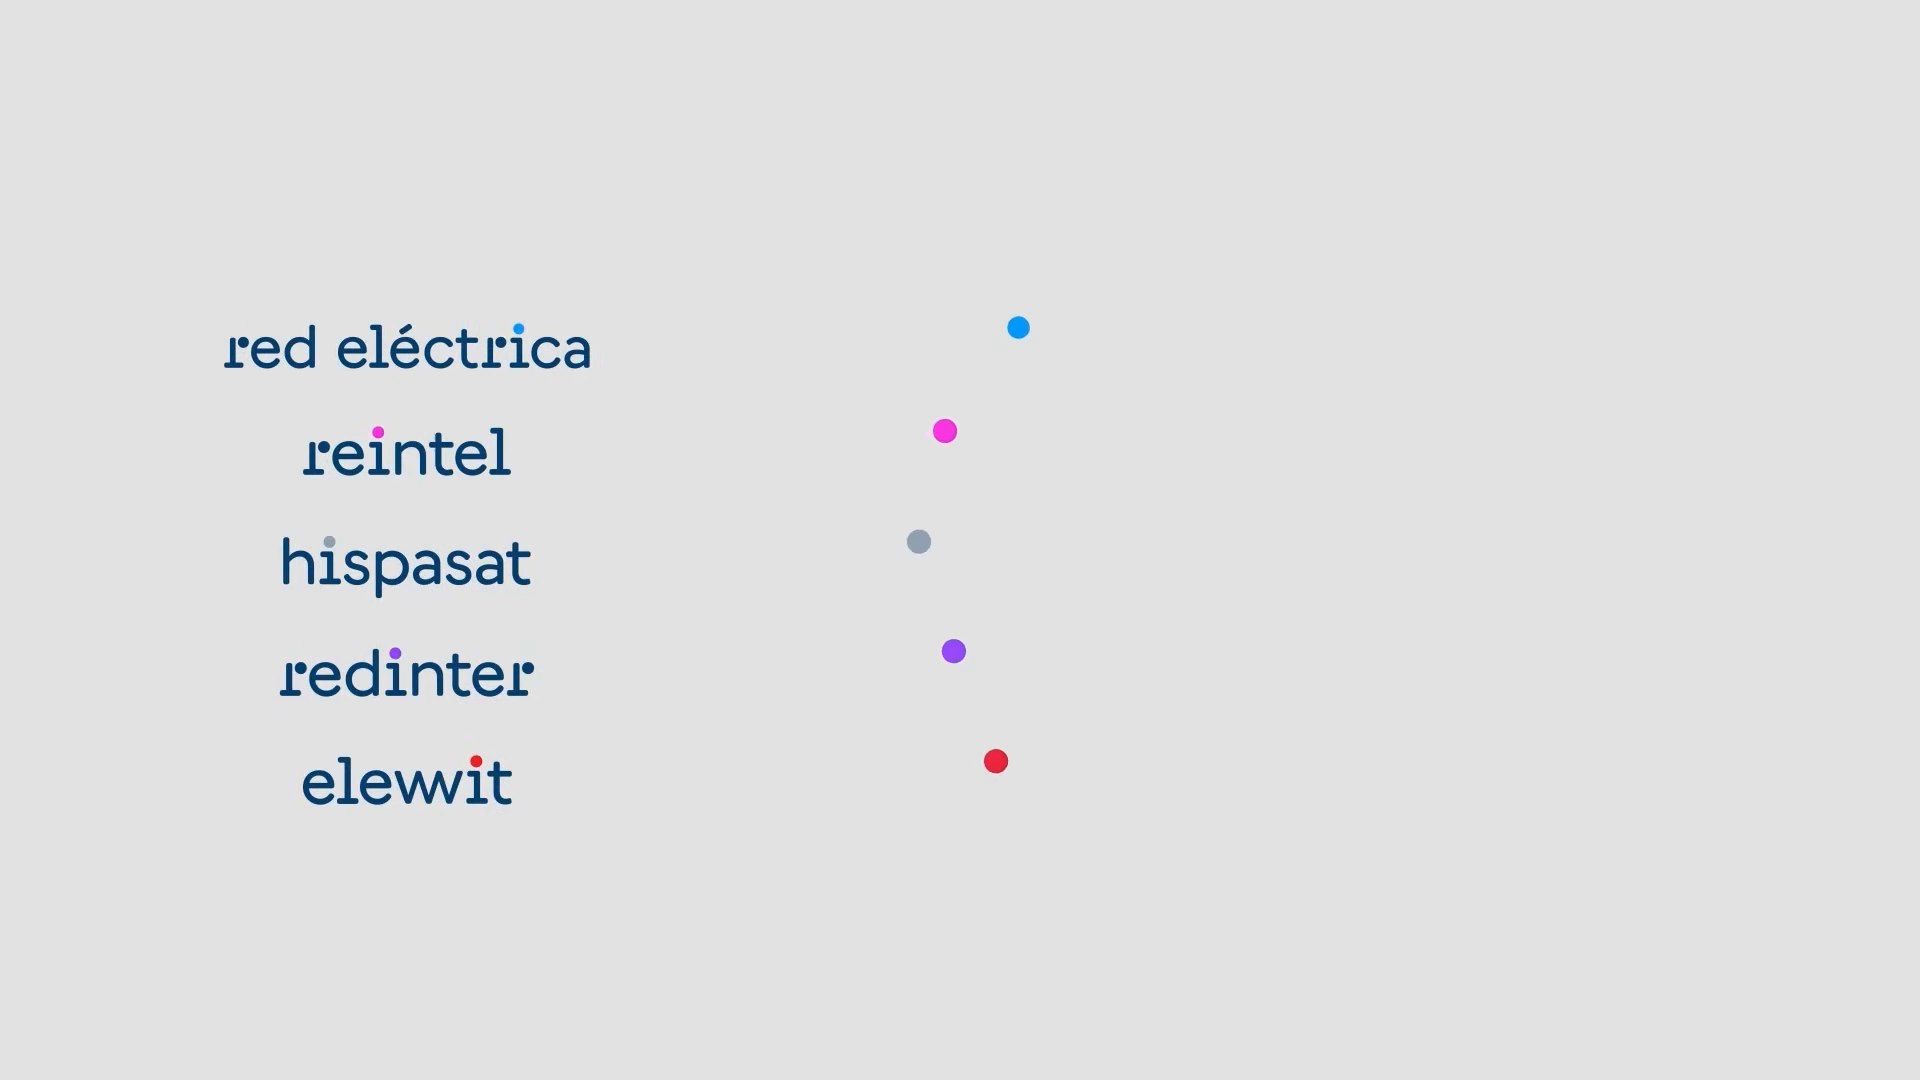 red eléctrica
reintel
hispasat
redinter
elewit